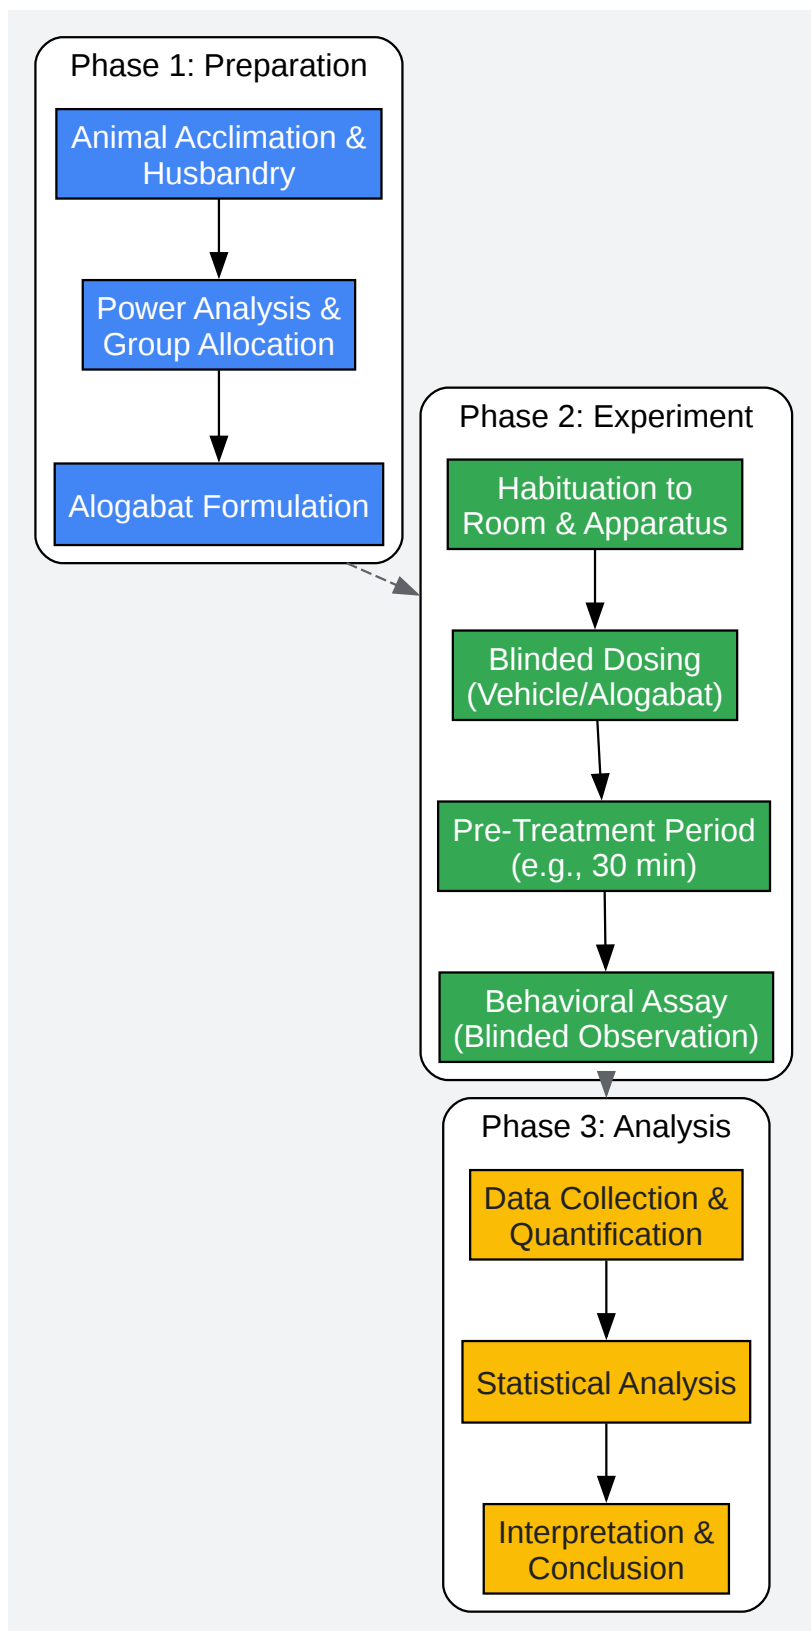 Phase 1: Preparation
Animal Acclimation &
Husbandry
Power Analysis &
Group Allocation
Alogabat Formulation
Phase 2: Experiment
Habituation to
Room & Apparatus
Blinded Dosing
(Vehicle/Alogabat)
Pre-Treatment Period
(e.g., 30 min)
Behavioral Assay
(Blinded Observation)
Phase 3: Analysis
Data Collection &
Quantification
Statistical Analysis
Interpretation &
Conclusion